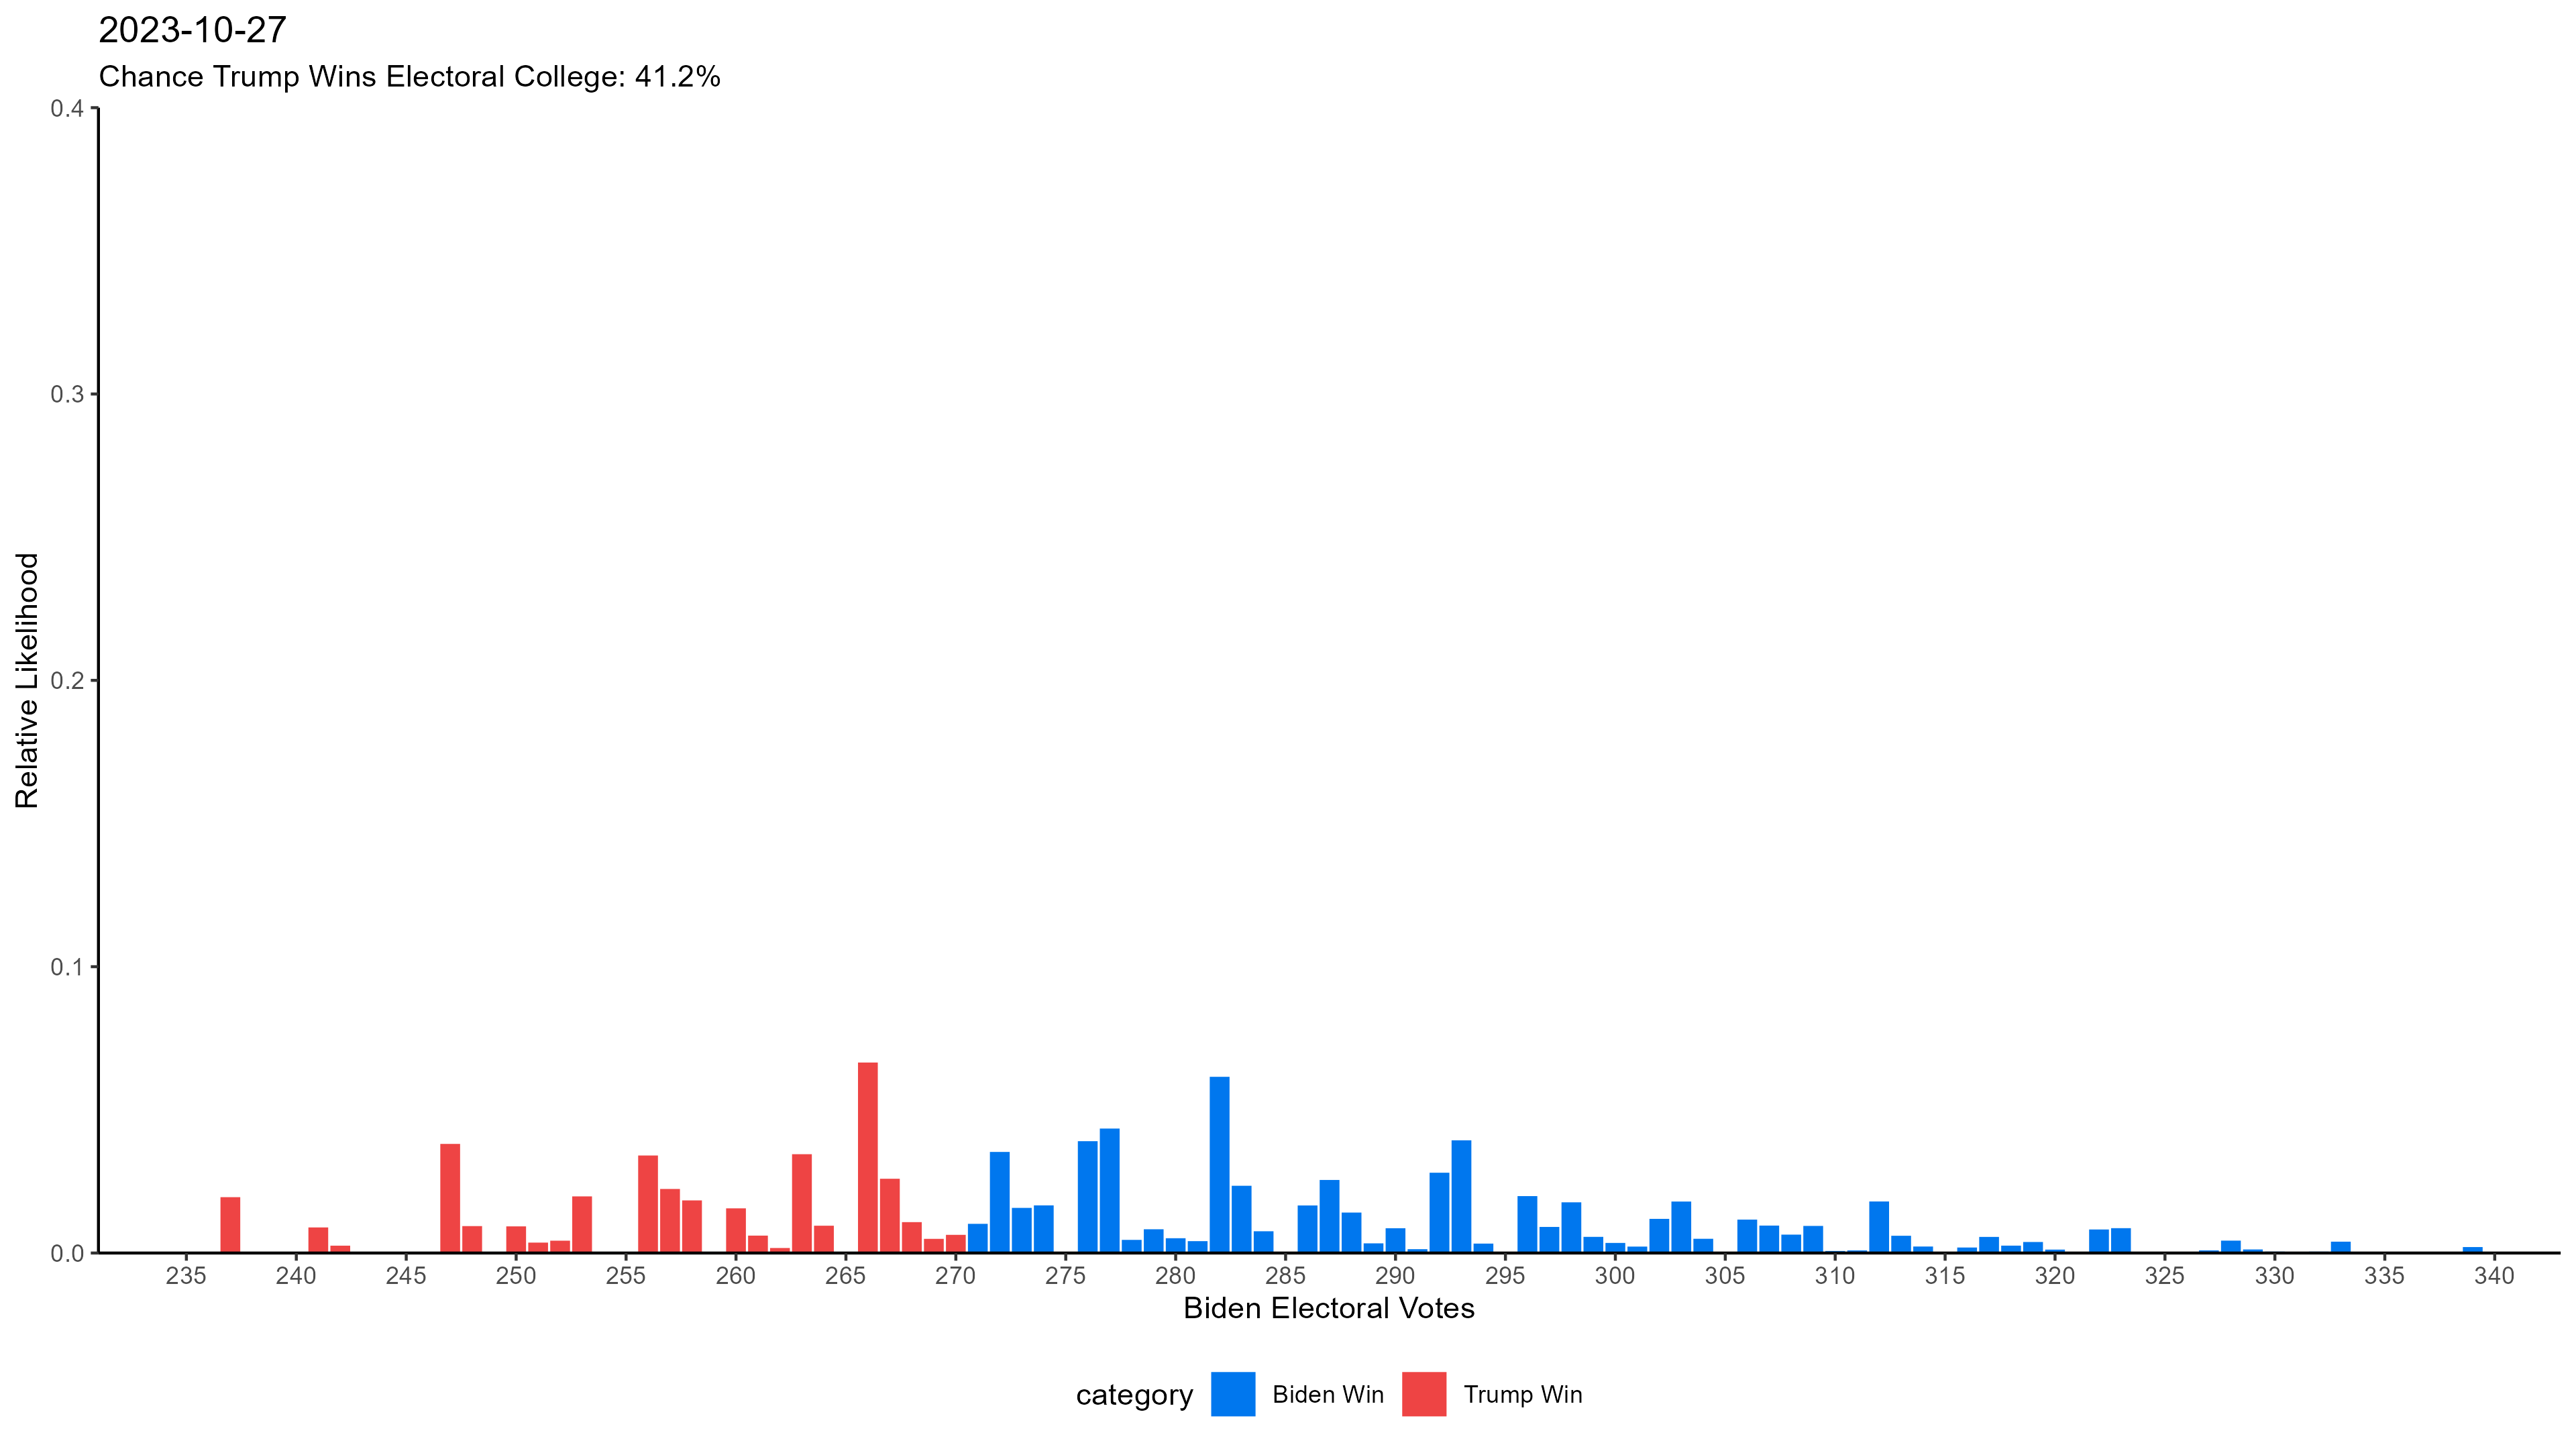 2023-10-27
Chance Trump Wins Electoral College: 41.2%
0.4
0.3
0.2
0.1
0.0
Relative Likelihood
235 240 245 250 255 260 265 270 275 280 285 290 295 300 305 310 315 320 325 330 335 340
Biden Electoral Votes
category Biden Win Trump Win